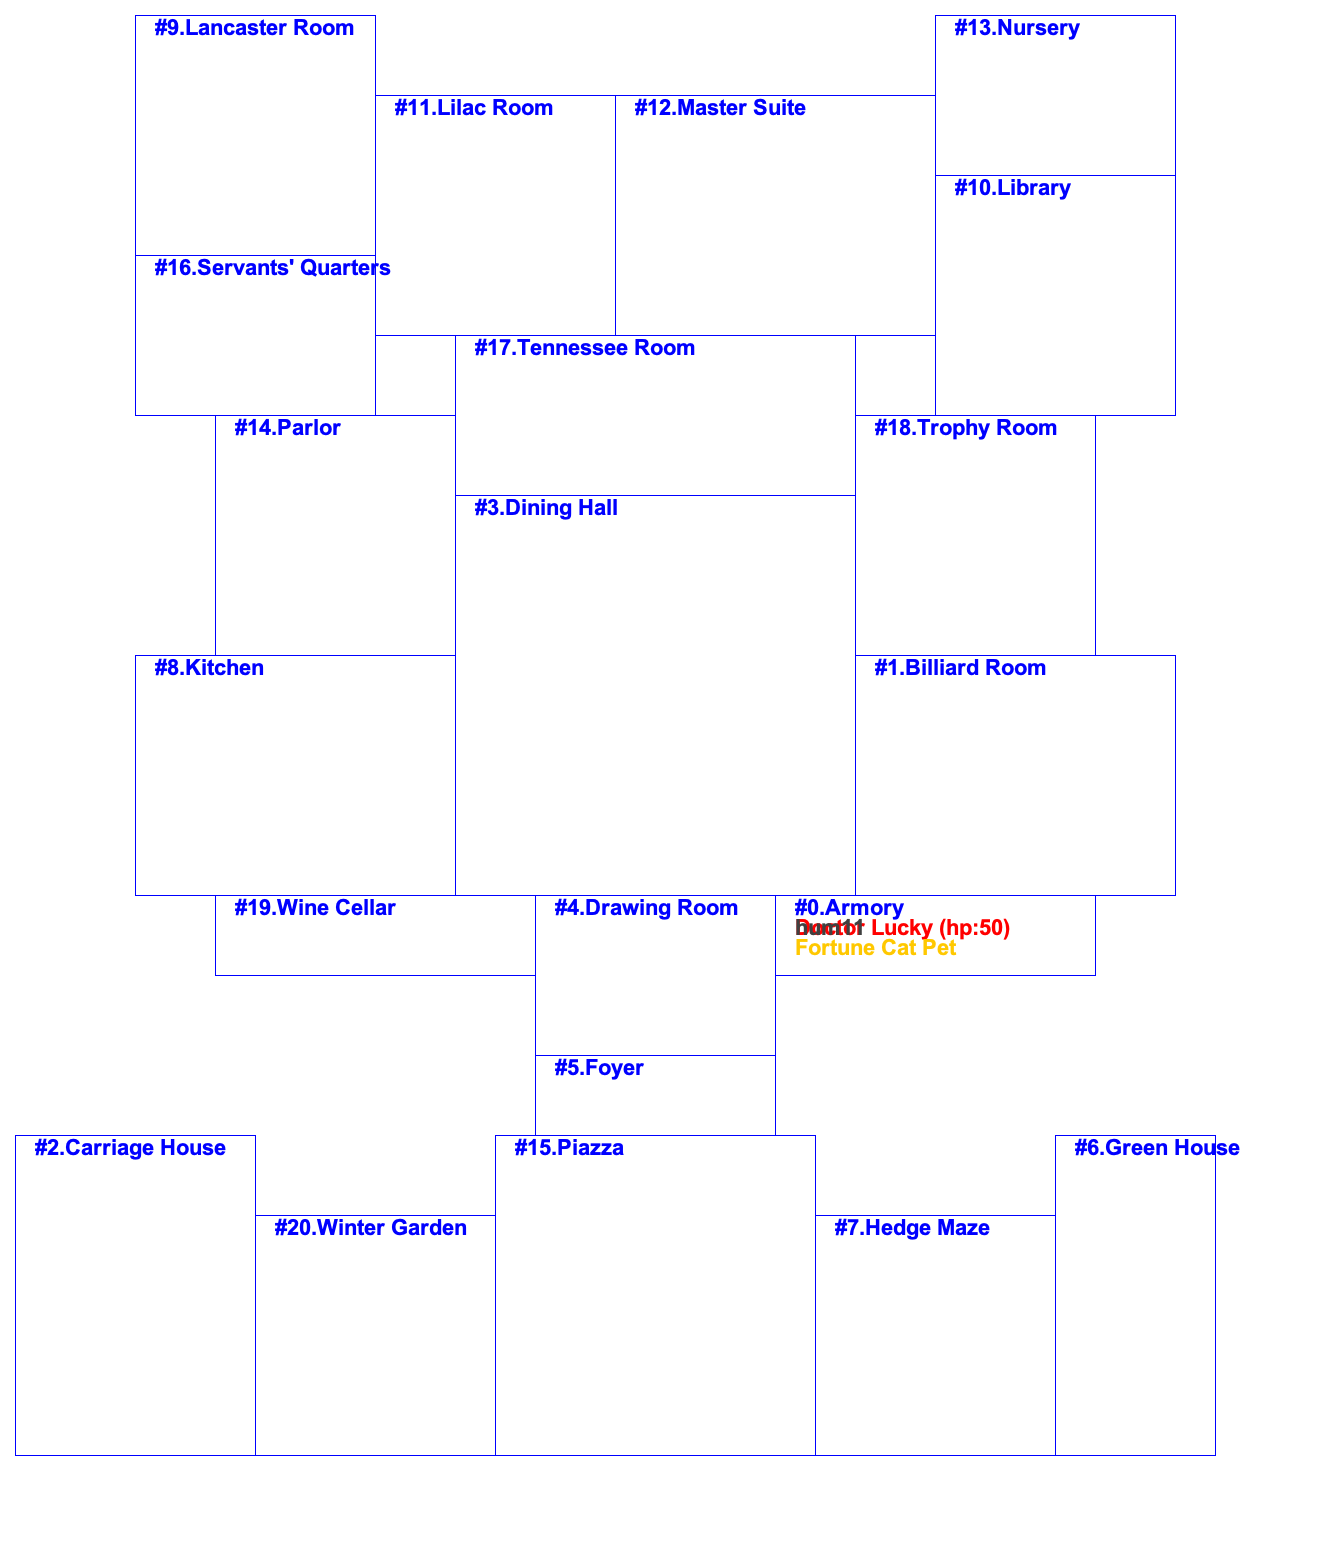 #9.Lancaster Room
#13.Nursery
#11.Lilac Room
#12.Master Suite
#10.Library
#16.Servants' Quarters
#17.Tennessee Room
#14.Parlor
#18.Trophy Room
#3.Dining Hall
#8.Kitchen
#1.Billiard Room
#19.Wine Cellar
#4.Drawing Room
#0.Armory
Doctor Lucky (hp:50)
Fortune Cat Pet
#5.Foyer
#2.Carriage House
#15.Piazza
#6.Green House
#20.Winter Garden
#7.Hedge Maze